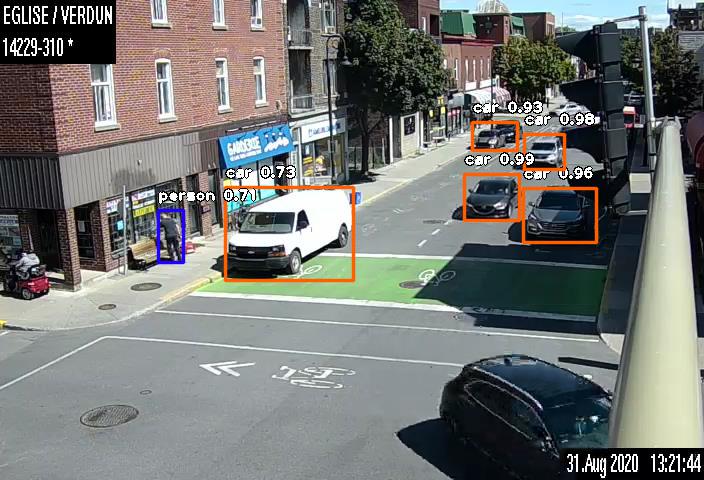 EGLISE / VERDUN
14229-310 *
car 0.93
car 0.98
car 0.99
car 0.96
car 0.73
person 0.71
GARDERIE
31.Aug 2020 13:21:44